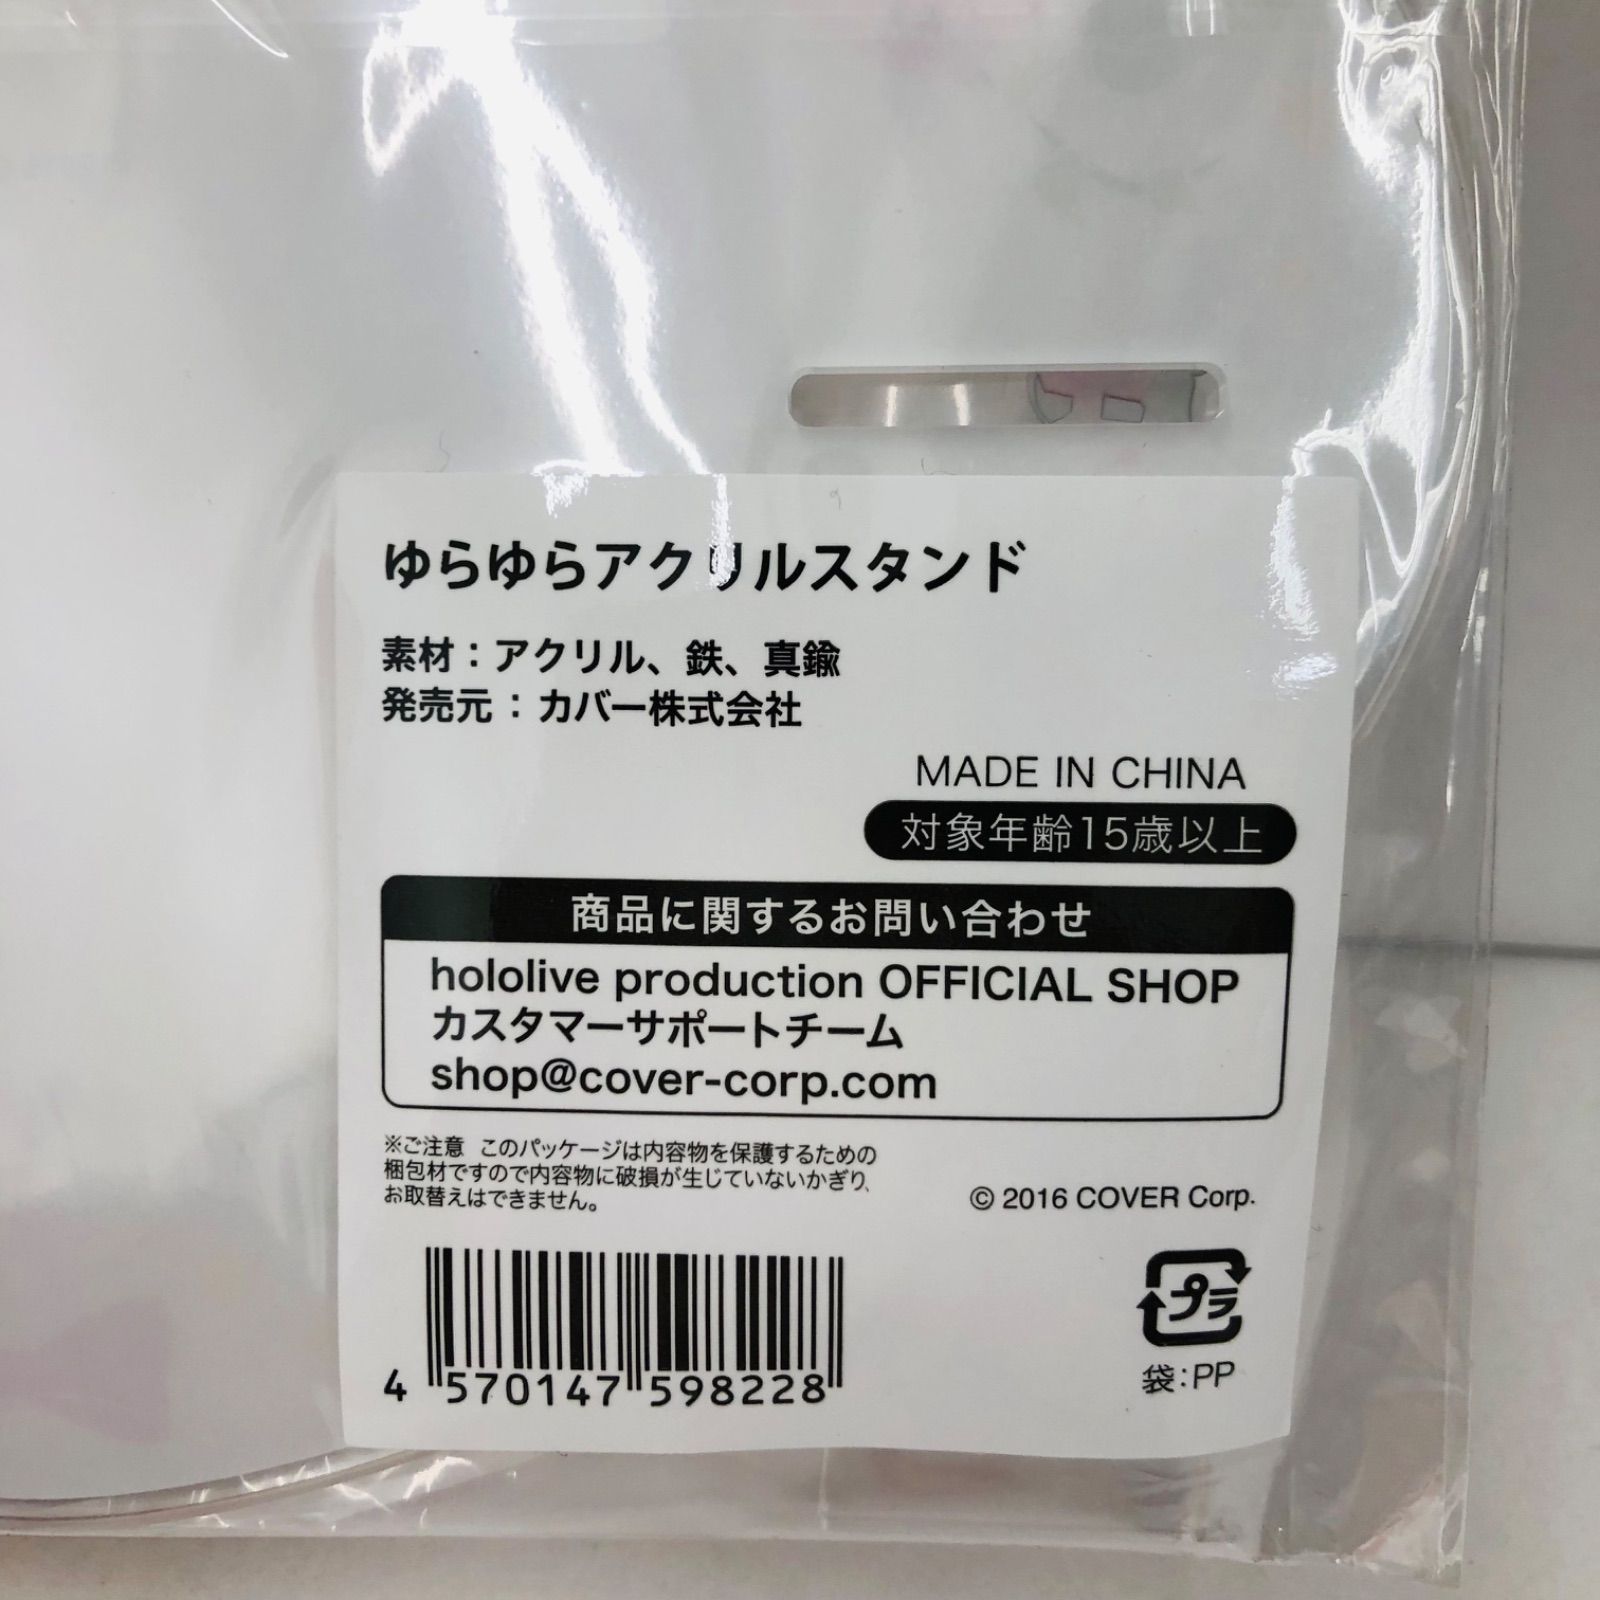 ゆらゆらアクリルスタンド
素材：アクリル、鉄、真鍮
発売元：カバー株式会社
MADE IN CHINA
対象年齢15歳以上
商品に関するお問い合わせ
hololive production OFFICIAL SHOP
カスタマーサポートチーム
shop@cover-corp.com
※ご注意 このパッケージは内容物を保護するための
梱包材ですので内容物に破損が生じていないかぎり、
お取替えはできません。
© 2016 COVER Corp.
プラ
袋：PP
4 570147 598228